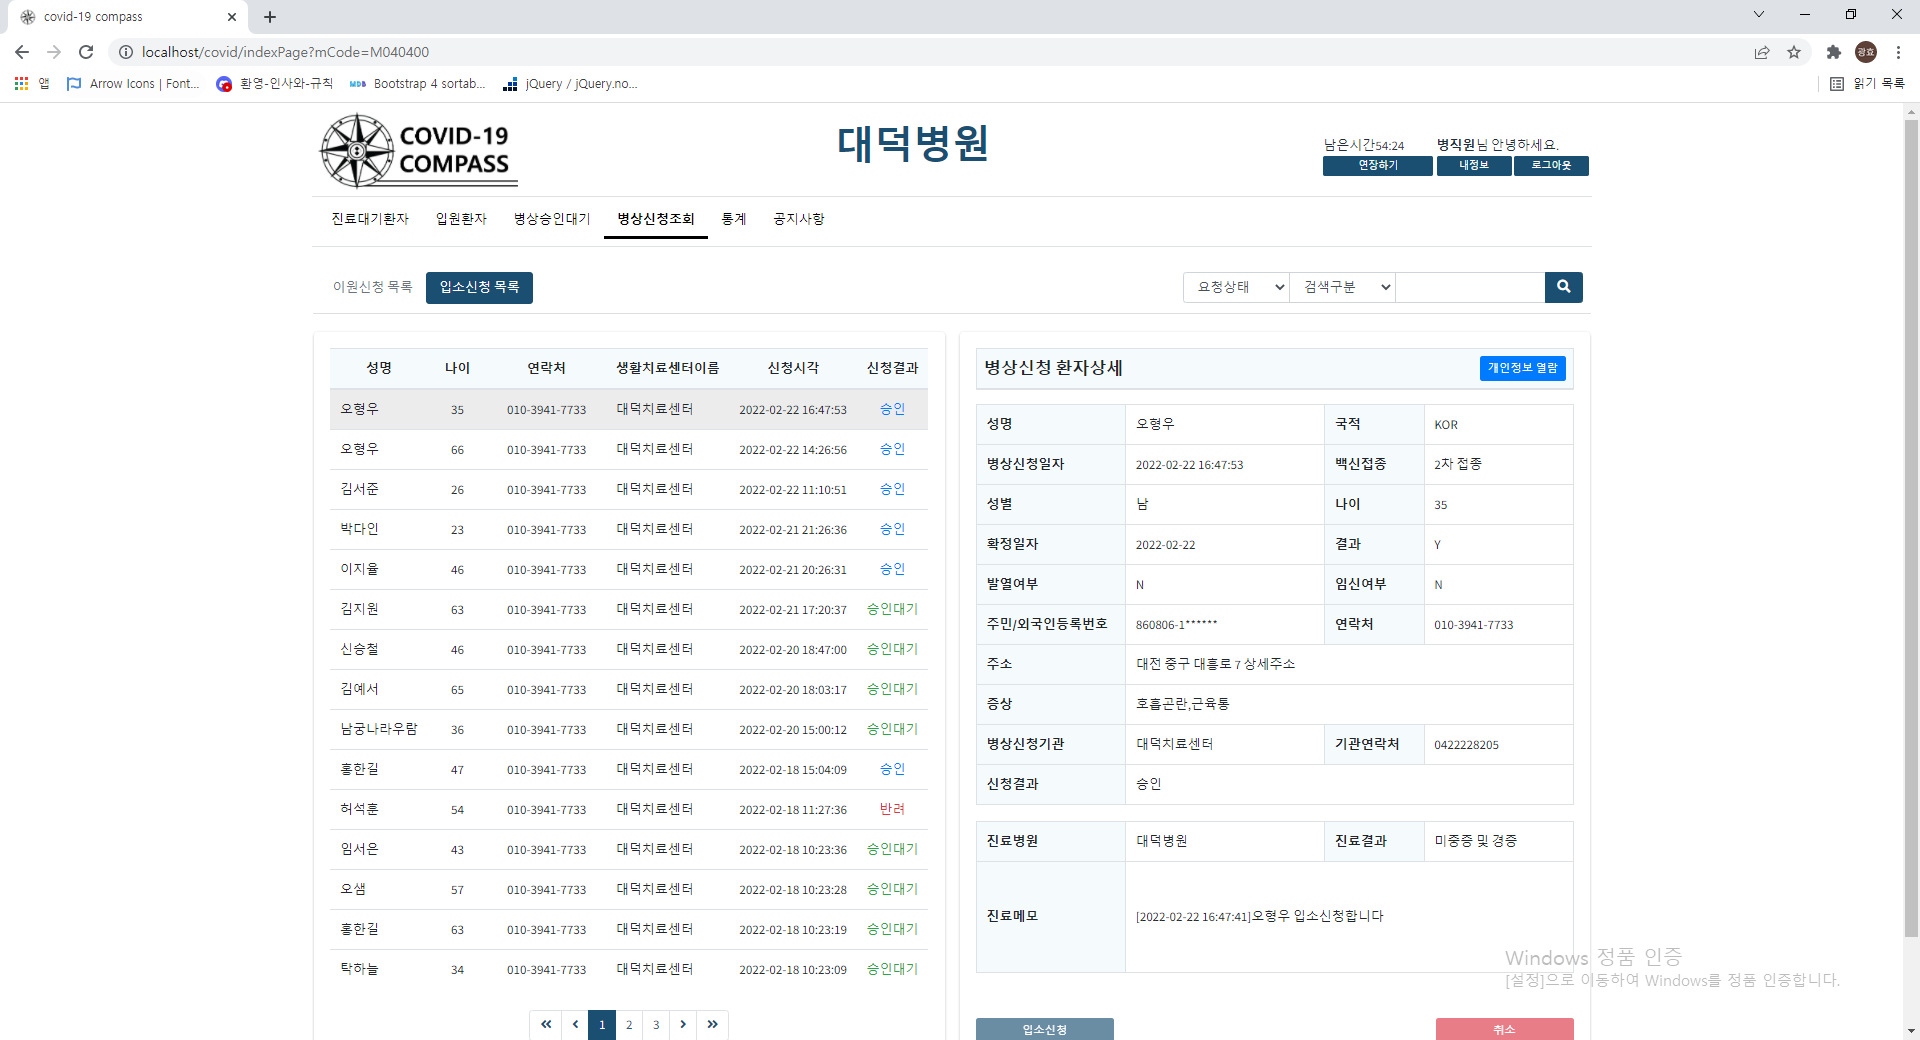 covid-19 compass
localhost/covid/indexPage?mCode=M040400
광효
앱 Arrow Icons | Font... 환영-인사와-규칙 MDB Bootstrap 4 sortab... jQuery / jQuery.no... 읽기 목록
COVID-19
COMPASS
대덕병원
남은시간54:24 병직원님 안녕하세요.
연장하기 내정보 로그아웃
진료대기환자 입원환자 병상승인대기 병상신청조회 통계 공지사항
이원신청 목록 입소신청 목록 요청상태 검색구분
성명 나이 연락처 생활치료센터이름 신청시각 신청결과
오형우 35 010-3941-7733 대덕치료센터 2022-02-22 16:47:53 승인
오형우 66 010-3941-7733 대덕치료센터 2022-02-22 14:26:56 승인
김서준 26 010-3941-7733 대덕치료센터 2022-02-22 11:10:51 승인
박다인 23 010-3941-7733 대덕치료센터 2022-02-21 21:26:36 승인
이지율 46 010-3941-7733 대덕치료센터 2022-02-21 20:26:31 승인
김지원 63 010-3941-7733 대덕치료센터 2022-02-21 17:20:37 승인대기
신승철 46 010-3941-7733 대덕치료센터 2022-02-20 18:47:00 승인대기
김예서 65 010-3941-7733 대덕치료센터 2022-02-20 18:03:17 승인대기
남궁나라우람 36 010-3941-7733 대덕치료센터 2022-02-20 15:00:12 승인대기
홍한길 47 010-3941-7733 대덕치료센터 2022-02-18 15:04:09 승인
허석훈 54 010-3941-7733 대덕치료센터 2022-02-18 11:27:36 반려
임서은 43 010-3941-7733 대덕치료센터 2022-02-18 10:23:36 승인대기
오샘 57 010-3941-7733 대덕치료센터 2022-02-18 10:23:28 승인대기
홍한길 63 010-3941-7733 대덕치료센터 2022-02-18 10:23:19 승인대기
탁하늘 34 010-3941-7733 대덕치료센터 2022-02-18 10:23:09 승인대기
« ‹ 1 2 3 › »
병상신청 환자상세 개인정보 열람
성명 오형우 국적 KOR
병상신청일자 2022-02-22 16:47:53 백신접종 2차 접종
성별 남 나이 35
확정일자 2022-02-22 결과 Y
발열여부 N 임신여부 N
주민/외국인등록번호 860806-1****** 연락처 010-3941-7733
주소 대전 중구 대흥로 7 상세주소
증상 호흡곤란,근육통
병상신청기관 대덕치료센터 기관연락처 0422228205
신청결과 승인
진료병원 대덕병원 진료결과 미중증 및 경증
진료메모 [2022-02-22 16:47:41]오형우 입소신청합니다
Windows 정품 인증
[설정]으로 이동하여 Windows를 정품 인증합니다.
입소신청 취소